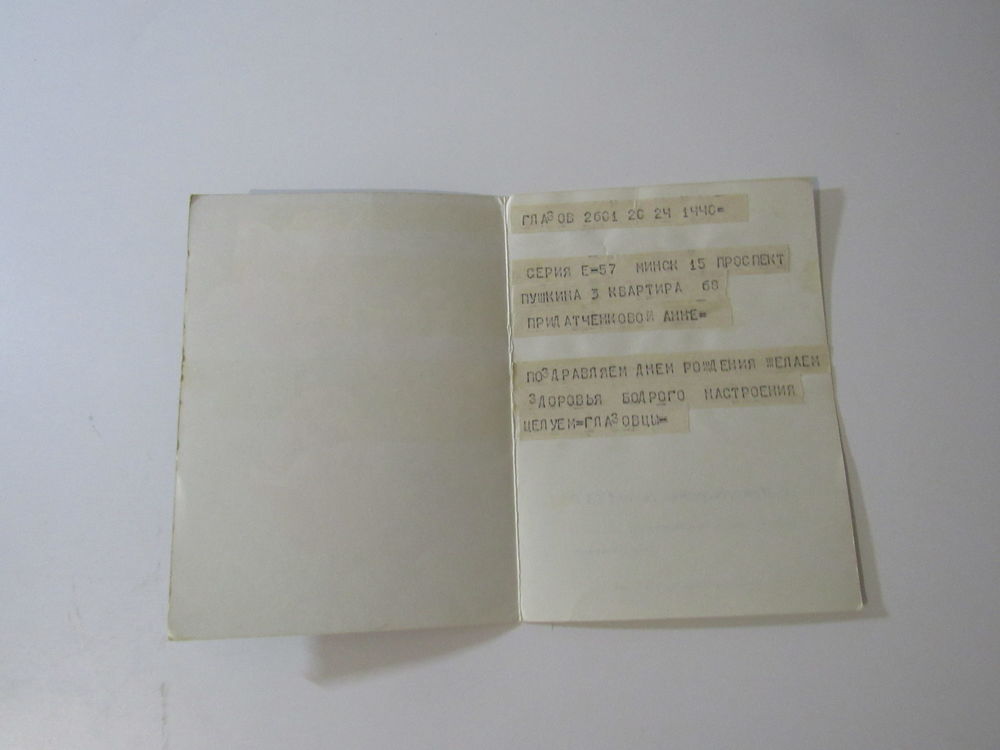 ГЛАЗОВ 2601 20 24 1440=
СЕРИЯ Е=57 МИНСК 15 ПРОСПЕКТ
ПУШКИНА 3 КВАРТИРА 68
ПРИДАТЧЕНКОВОЙ АННЕ=
ПОЗДРАВЛЯЕМ ДНЕМ РОЖДЕНИЯ ЖЕЛАЕМ
ЗДОРОВЬЯ БОДРОГО НАСТРОЕНИЯ
ЦЕЛУЕМ=ГЛАЗОВЦЫ=